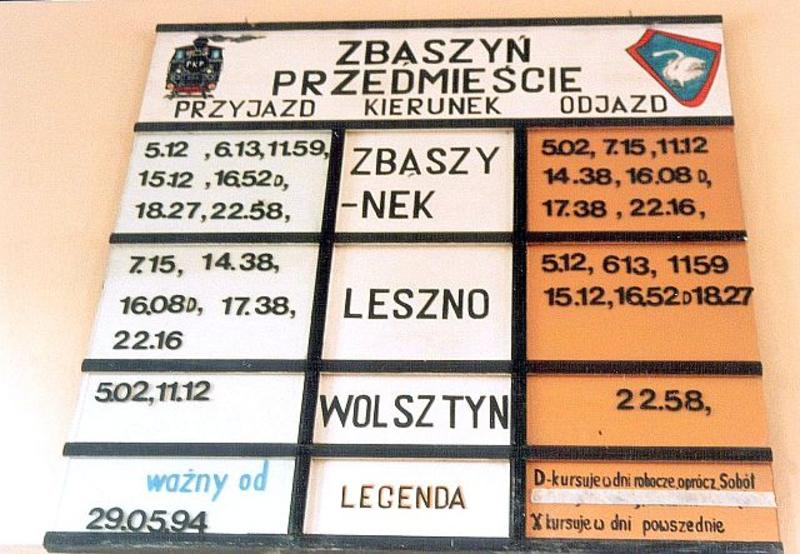 PKP
ZBĄSZYŃ
PRZEDMIEŚCIE
PRZYJAZD KIERUNEK ODJAZD
5.12 ,6.13,11.59,
15.12 ,16.52D,
18.27,22.58,
ZBĄSZY
-NEK
5.02, 7.15 ,11.12
14.38, 16.08 D,
17.38 , 22.16 ,
7.15, 14.38,
16.08D, 17.38,
22.16
LESZNO
5.12, 613, 1159
15.12,16.52D18.27
5.02,11.12
WOLSZTYN
22.58,
ważny od
29.05.94
LEGENDA
D-kursuje w dni robocze oprócz Sobót
X kursuje w dni powszednie